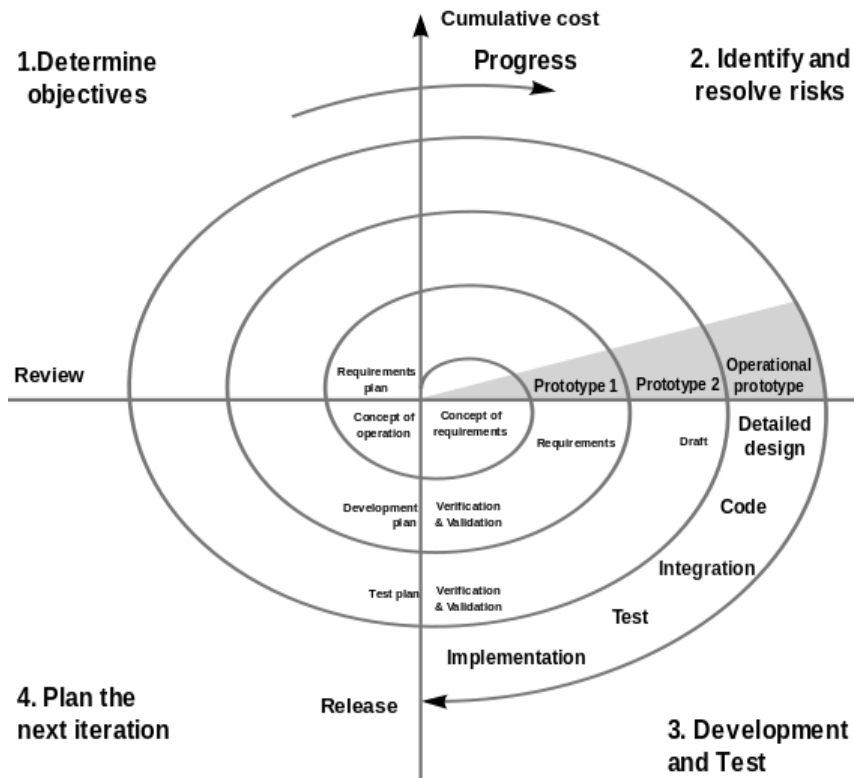 Cumulative cost
1.Determine
objectives
Progress
2. Identify and
resolve risks
Review
Requirements
plan
Prototype 1
Prototype 2
Operational
prototype
Concept of
operation
Concept of
requirements
Requirements
Draft
Detailed
design
Development
plan
Verification
& Validation
Code
Integration
Test plan
Verification
& Validation
Test
Implementation
Release
4. Plan the
next iteration
3. Development
and Test